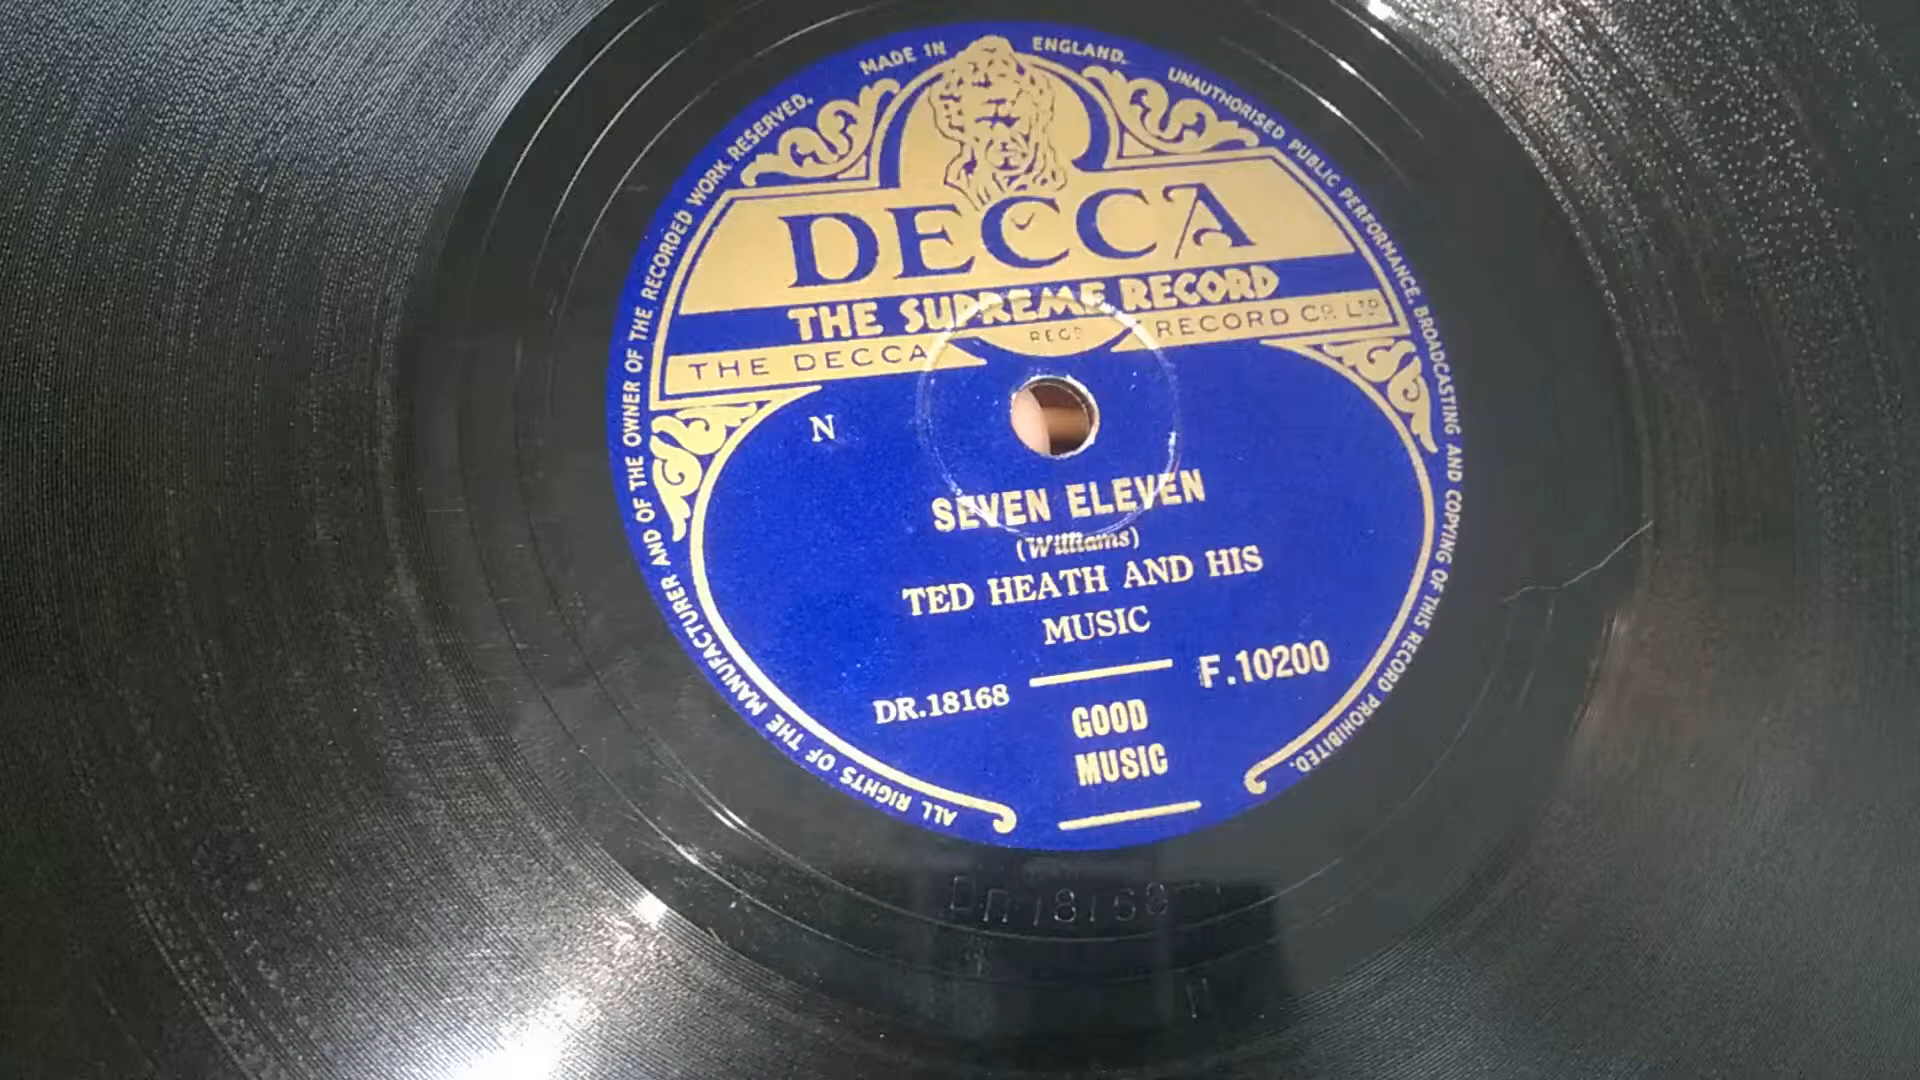 ALL RIGHTS OF THE MANUFACTURER AND OF THE OWNER OF THE RECORDED WORK RESERVED.
MADE IN ENGLAND.
UNAUTHORISED PUBLIC PERFORMANCE, BROADCASTING AND COPYING OF THIS RECORD PROHIBITED.
DECCA
THE SUPREME RECORD
REGD
THE DECCA RECORD CO. LTD
N
SEVEN ELEVEN
(Williams)
TED HEATH AND HIS
MUSIC
DR.18168
F.10200
GOOD
MUSIC